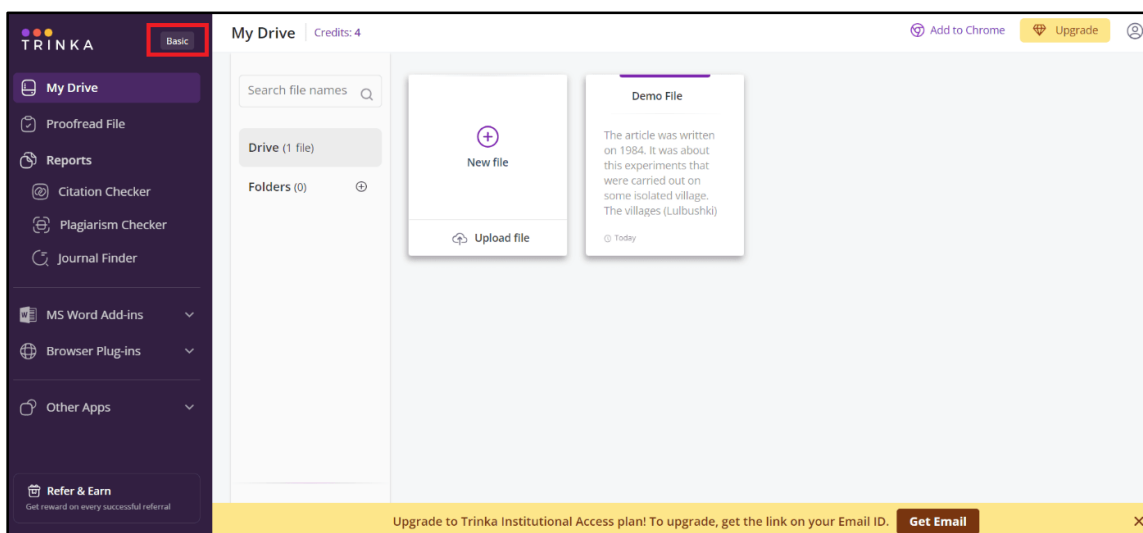 TRINKA
Basic
My Drive
Proofread File
Reports
Citation Checker
Plagiarism Checker
Journal Finder
MS Word Add-ins
Browser Plug-ins
Other Apps
Refer & Earn
Get reward on every successful referral
My Drive
Credits: 4
Add to Chrome
Upgrade
Search file names
Drive (1 file)
Folders (0)
New file
Upload file
Demo File
The article was written
on 1984. It was about
this experiments that
were carried out on
some isolated village.
The villages (Lulbushki)
Today
Upgrade to Trinka Institutional Access plan! To upgrade, get the link on your Email ID.
Get Email